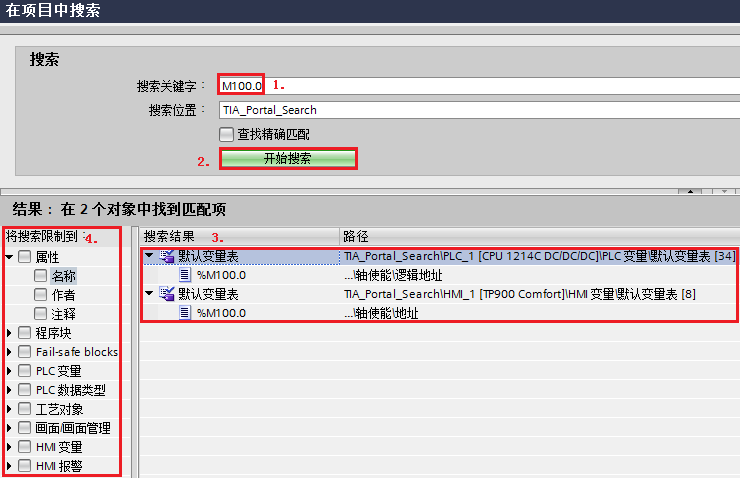 在项目中搜索
搜索
搜索关键字： M100.0 1.
搜索位置： TIA_Portal_Search
查找精确匹配
2. 开始搜索
结果： 在 2 个对象中找到匹配项
将搜索限制到： 4. 搜索结果 3. 路径
属性 默认变量表 TIA_Portal_Search\PLC_1 [CPU 1214C DC/DC/DC]\PLC 变量\默认变量表 [34]
名称 %M100.0 ...\轴使能\逻辑地址
作者 默认变量表 TIA_Portal_Search\HMI_1 [TP900 Comfort]\HMI 变量\默认变量表 [8]
注释 %M100.0 ...\轴使能\地址
程序块
Fail-safe blocks
PLC 变量
PLC 数据类型
工艺对象
画面/画面管理
HMI 变量
HMI 报警